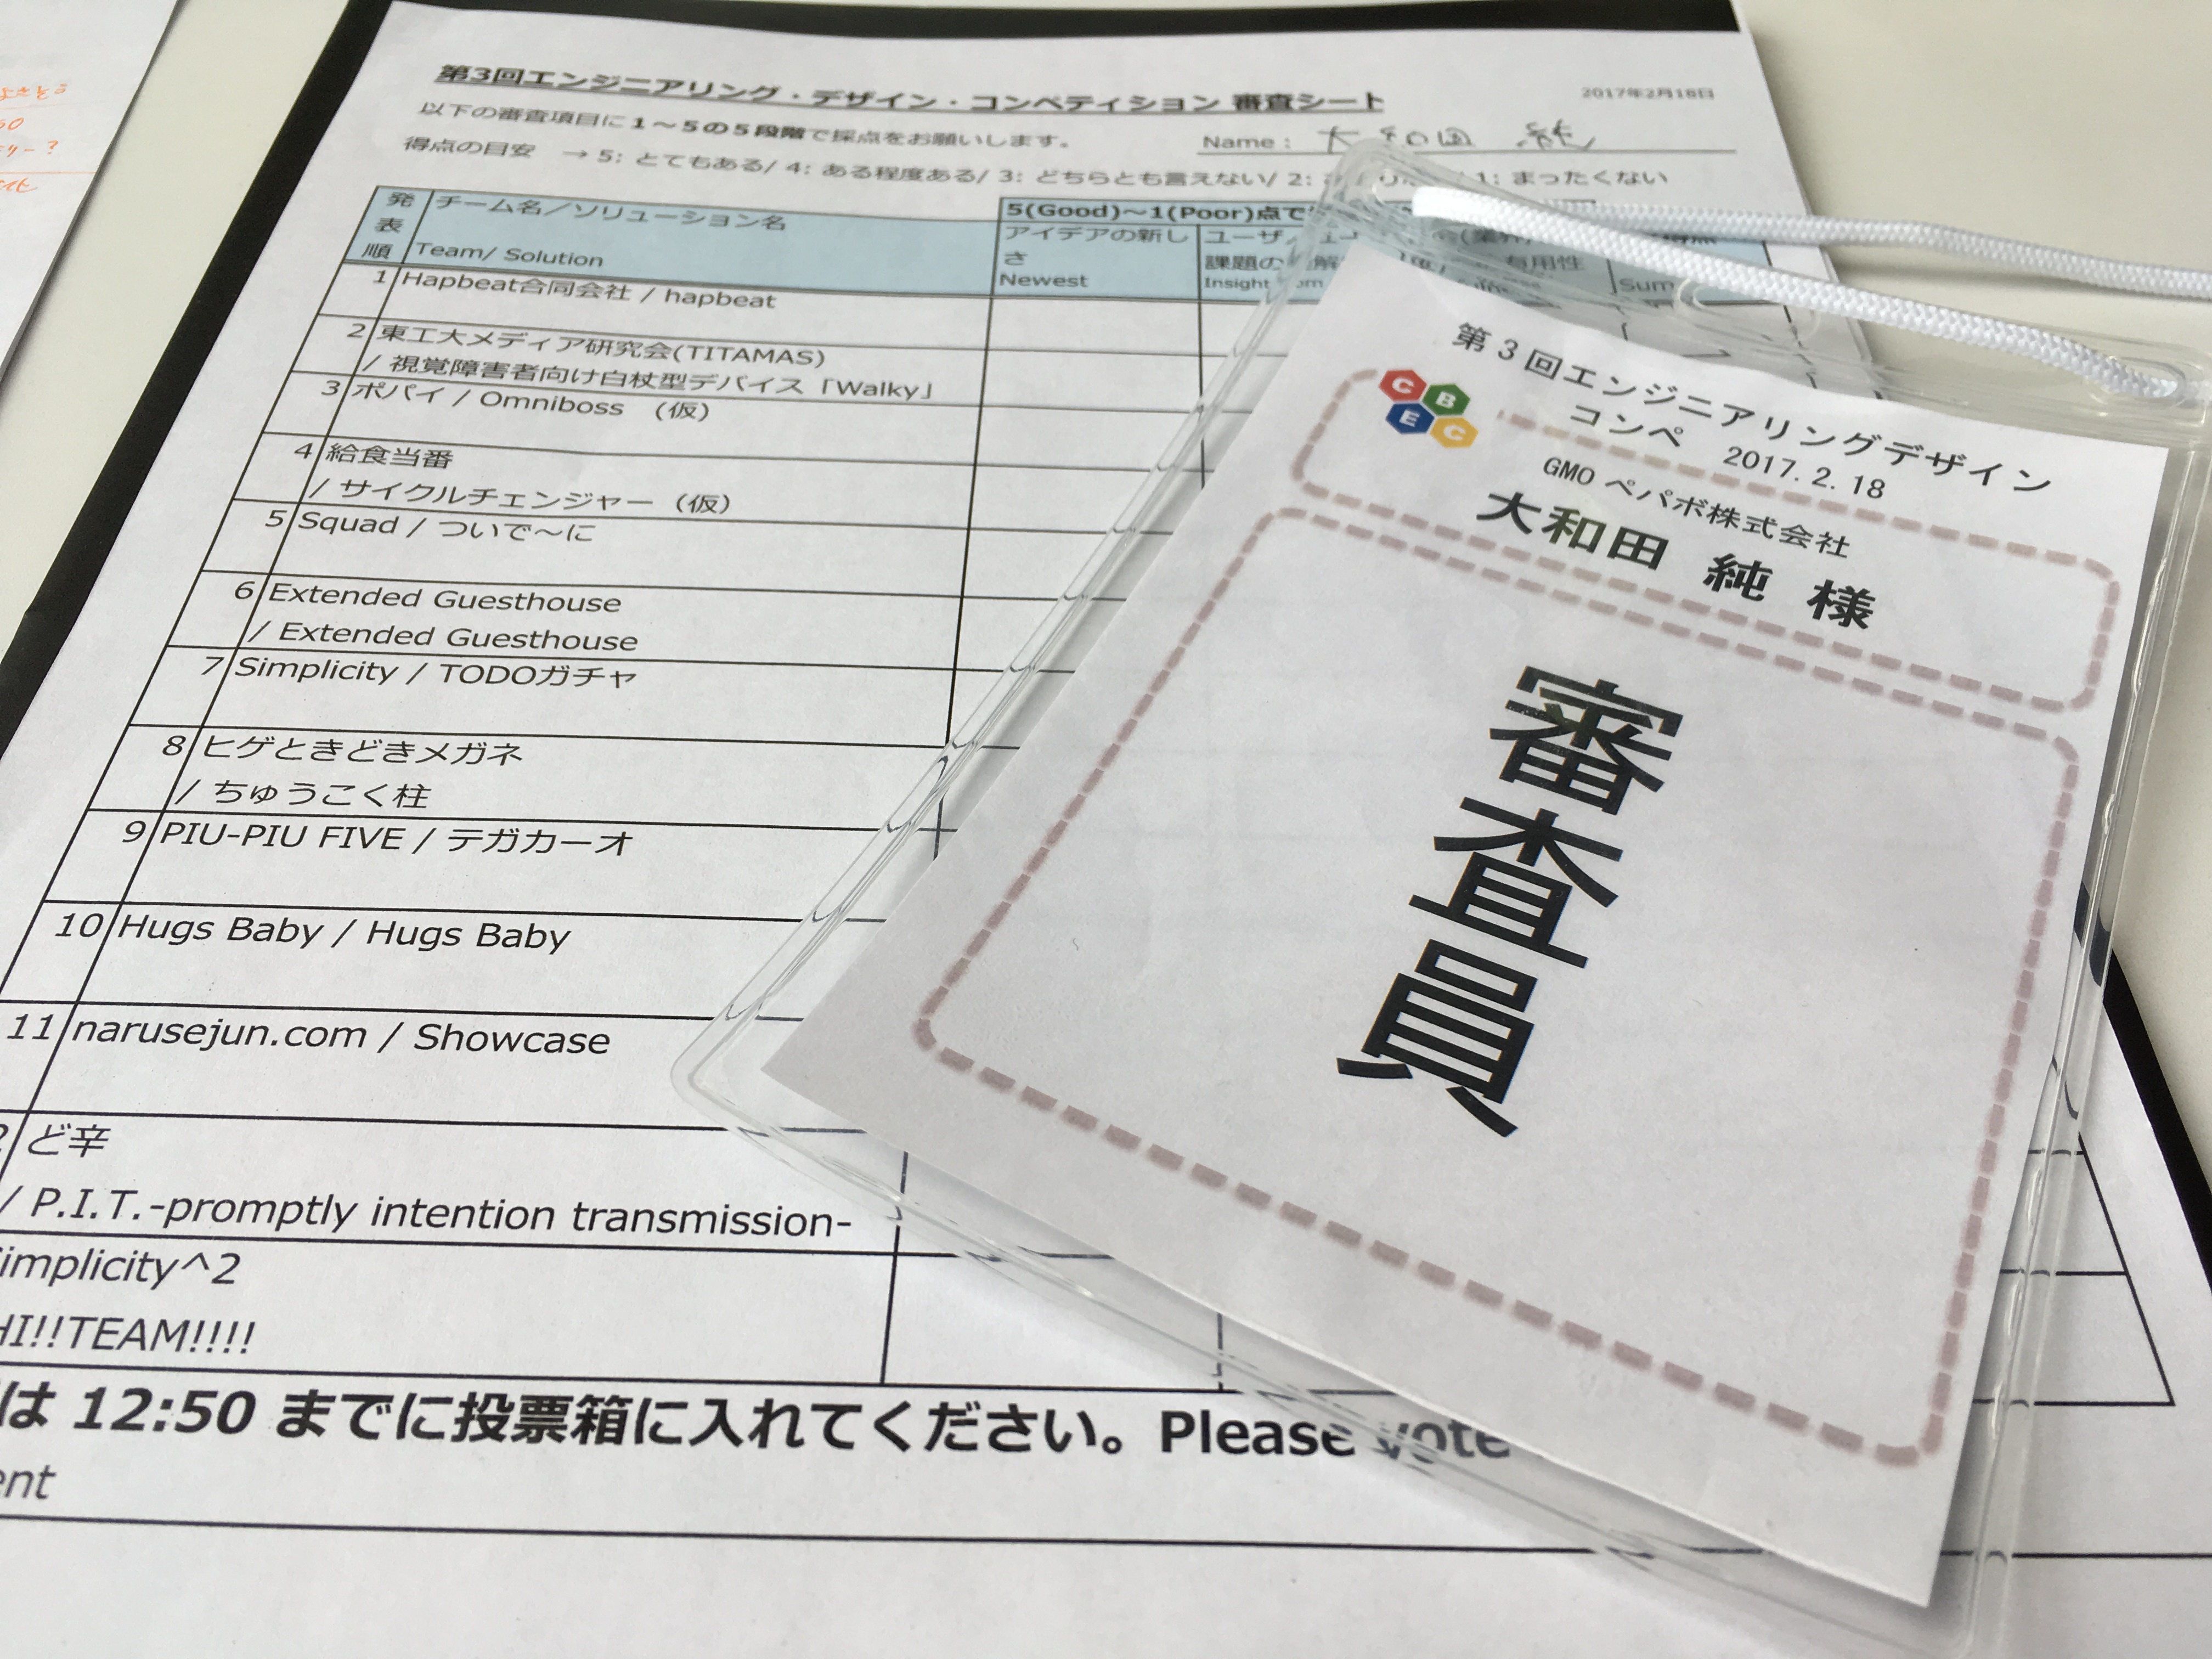 第3回エンジニアリング・デザイン・コンペティション 審査シート
2017年2月18日
以下の審査項目に1～5の5段階で採点をお願いします。
Name: 大和田 純
得点の目安 → 5: とてもある/ 4: ある程度ある/ 3: どちらとも言えない/ 2: 1: まったくない
発表順
チーム名／ソリューション名
Team/ Solution
5(Good)～1(Poor)点で
アイデアの新しさ
Newest
課題の
Insight
有用性
Sum
1 Hapbeat合同会社 / hapbeat
2 東工大メディア研究会(TITAMAS)
/ 視覚障害者向け白杖型デバイス「Walky」
3 ポパイ / Omniboss （仮）
4 給食当番
/ サイクルチェンジャー（仮）
5 Squad / ついで～に
6 Extended Guesthouse
/ Extended Guesthouse
7 Simplicity / TODOガチャ
8 ヒゲときどきメガネ
/ ちゅうこく柱
9 PIU-PIU FIVE / テガカーオ
10 Hugs Baby / Hugs Baby
11 narusejun.com / Showcase
ど辛
/ P.I.T.-promptly intention transmission-
implicity^2
HI!!TEAM!!!!
は 12:50 までに投票箱に入れてください。Please vote
ent
第3回エンジニアリングデザイン
コンペ 2017.2.18
CBEC
GMO ペパボ株式会社
大和田 純 様
審査員